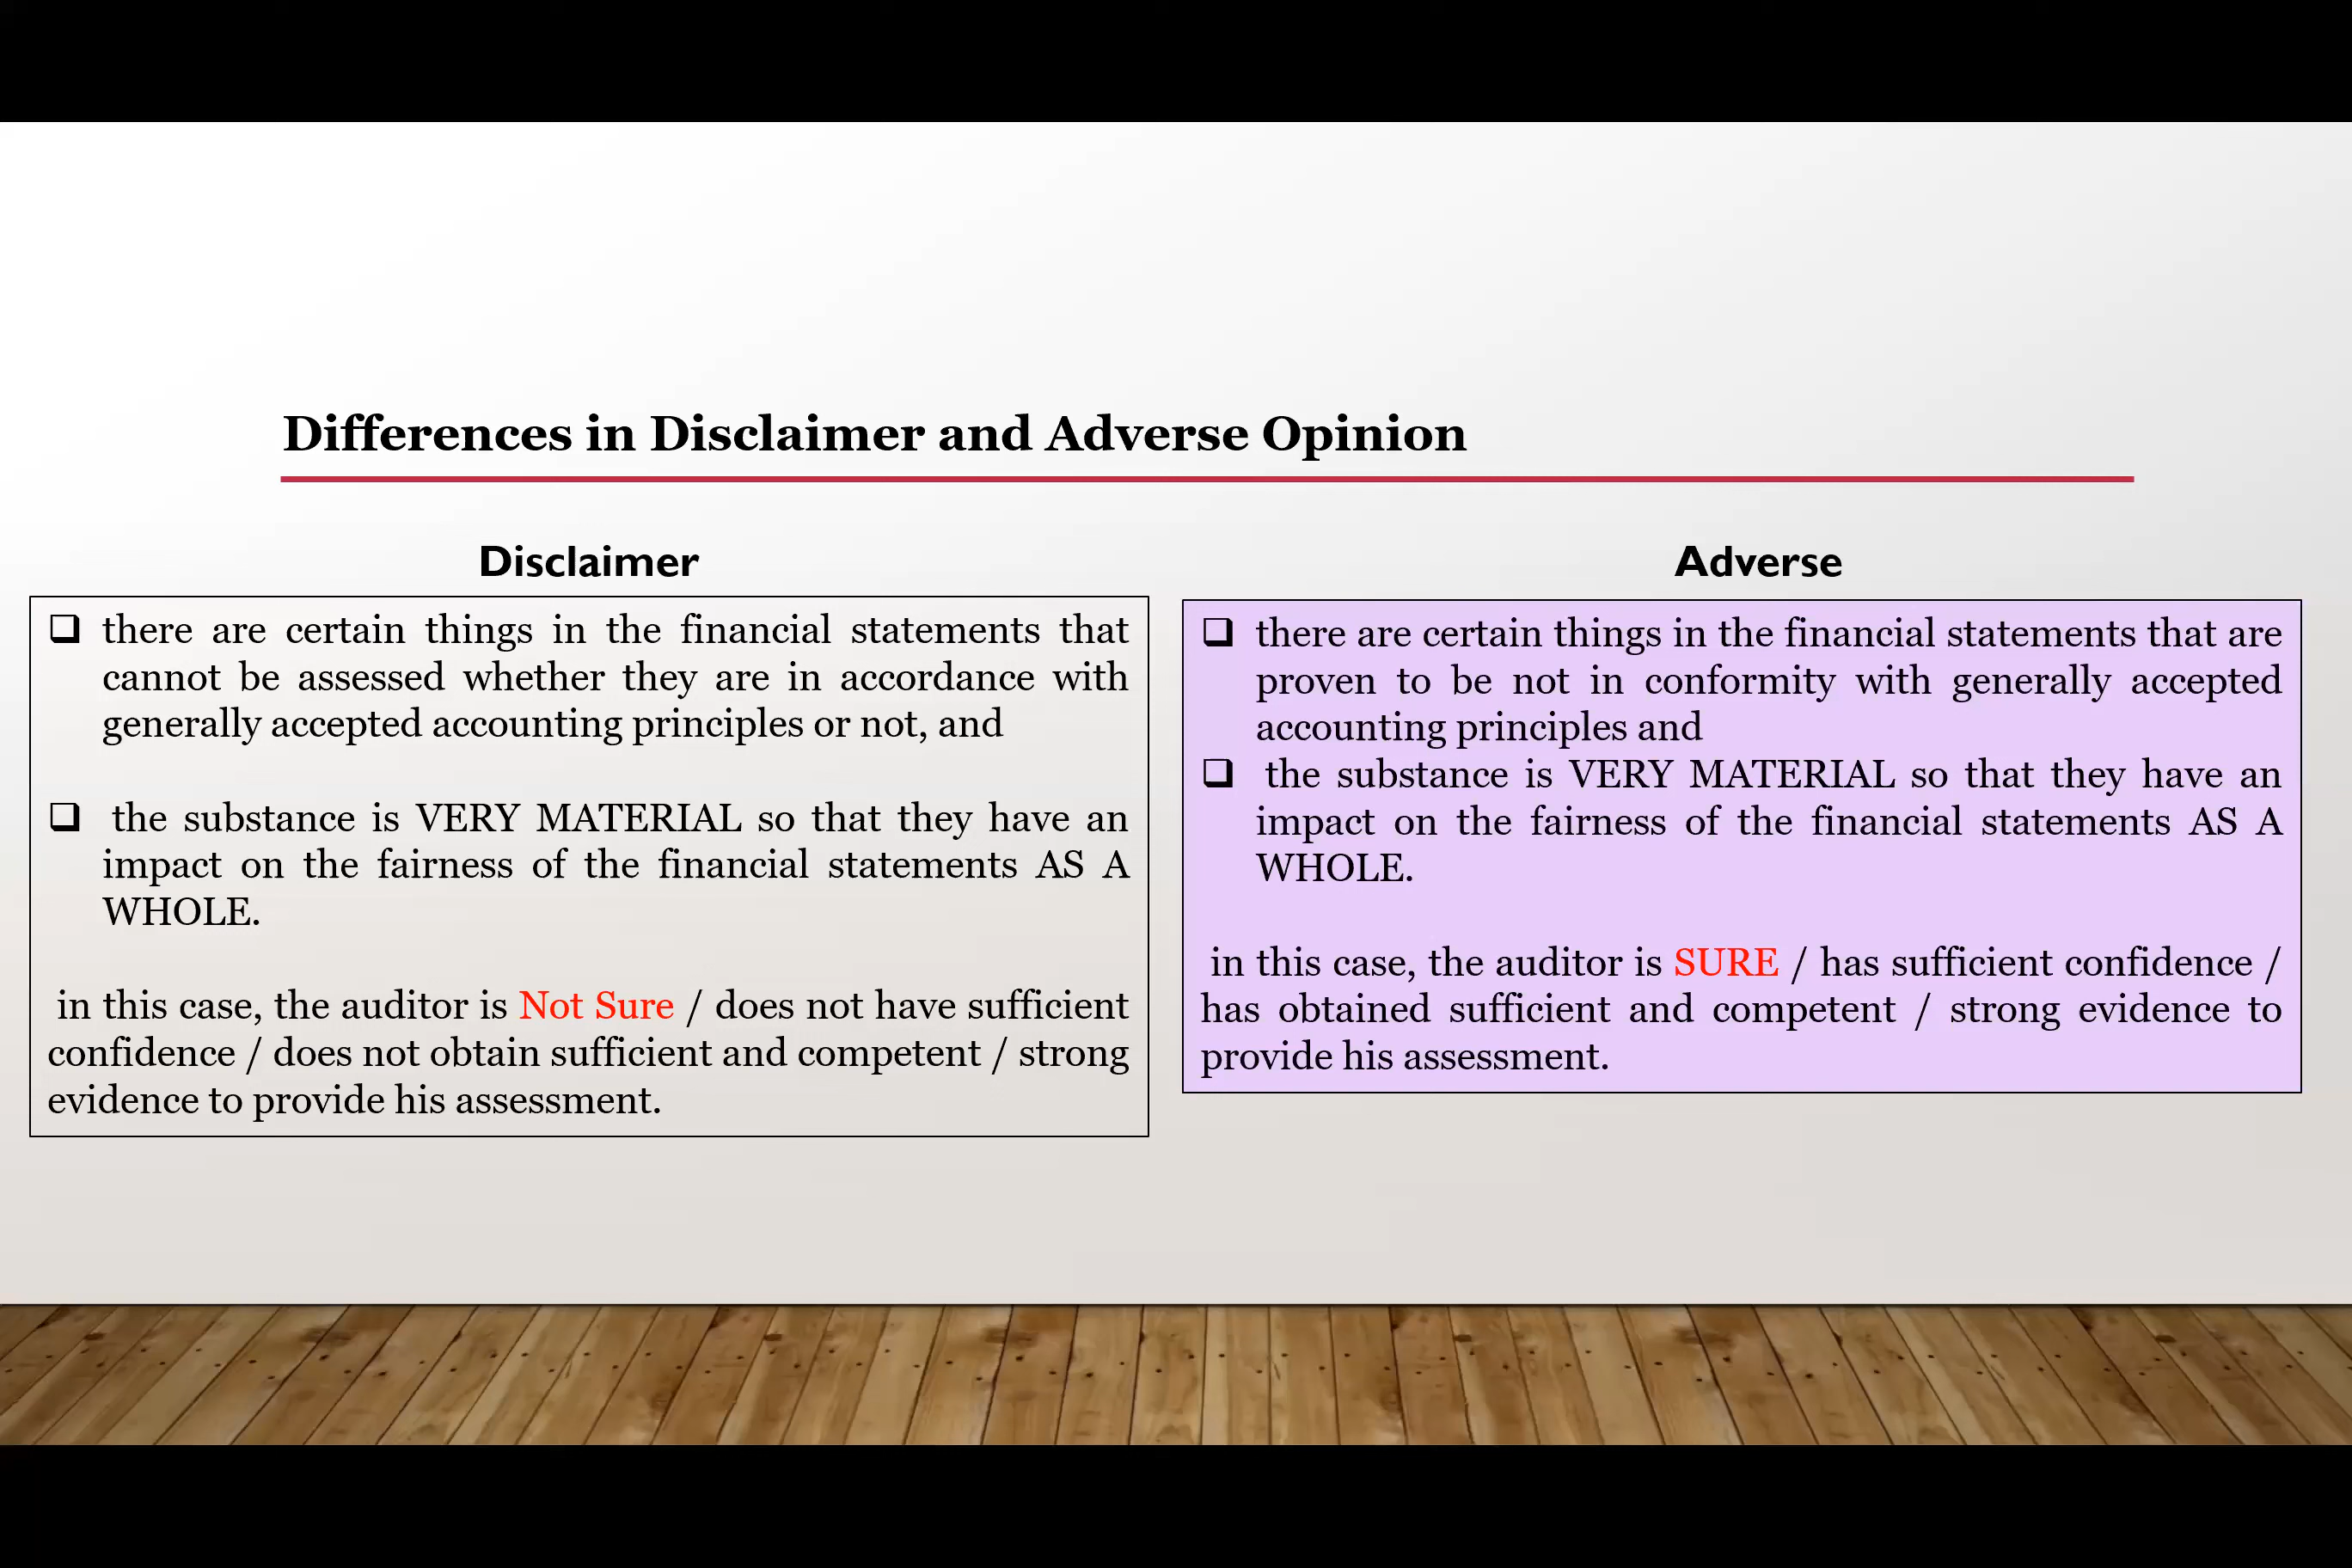 Differences in Disclaimer and Adverse Opinion
Disclaimer
❑ there are certain things in the financial statements that
cannot be assessed whether they are in accordance with
generally accepted accounting principles or not, and
❑ the substance is VERY MATERIAL so that they have an
impact on the fairness of the financial statements AS A
WHOLE.
in this case, the auditor is Not Sure / does not have sufficient
confidence / does not obtain sufficient and competent / strong
evidence to provide his assessment.
Adverse
❑ there are certain things in the financial statements that are
proven to be not in conformity with generally accepted
accounting principles and
❑ the substance is VERY MATERIAL so that they have an
impact on the fairness of the financial statements AS A
WHOLE.
in this case, the auditor is SURE / has sufficient confidence /
has obtained sufficient and competent / strong evidence to
provide his assessment.